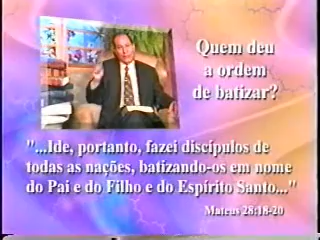 Quem deu
a ordem
de batizar?
"...Ide, portanto, fazei discípulos de
todas as nações, batizando-os em nome
do Pai e do Filho e do Espírito Santo..."
Mateus 28:18-20